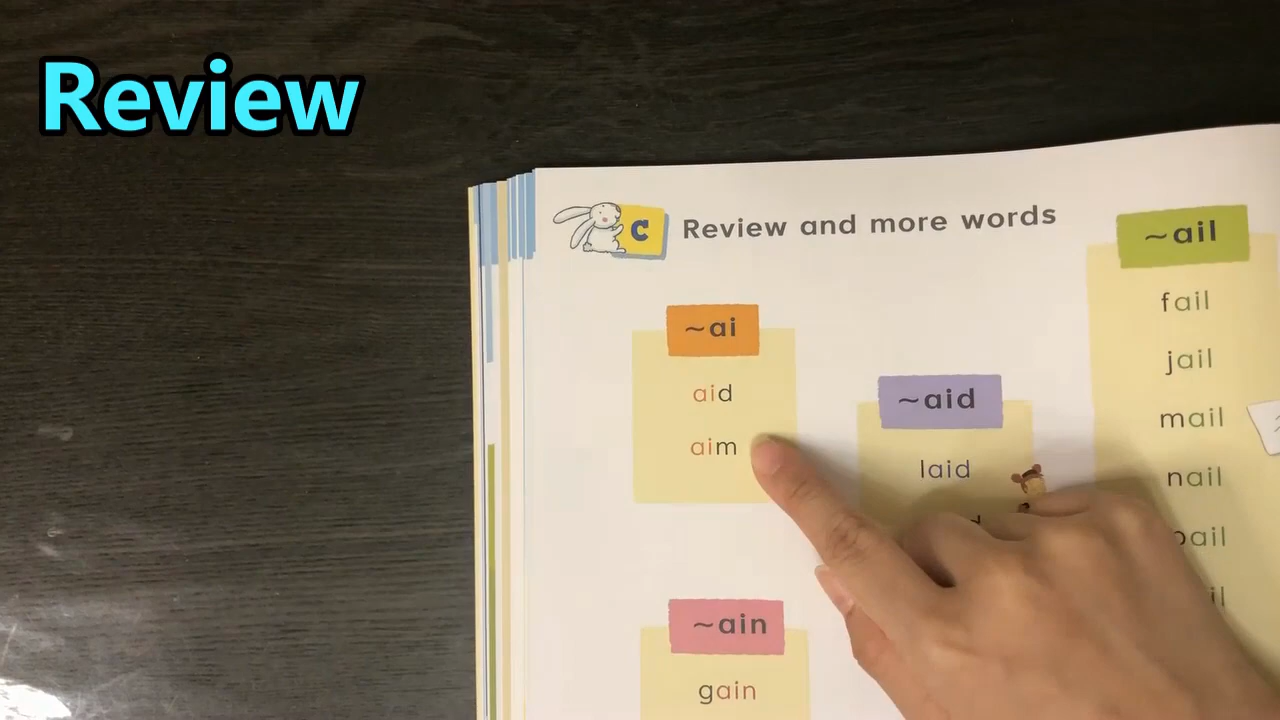 Review
C Review and more words
~ai
aid
aim
~aid
laid
~ail
fail
jail
mail
nail
~ain
gain